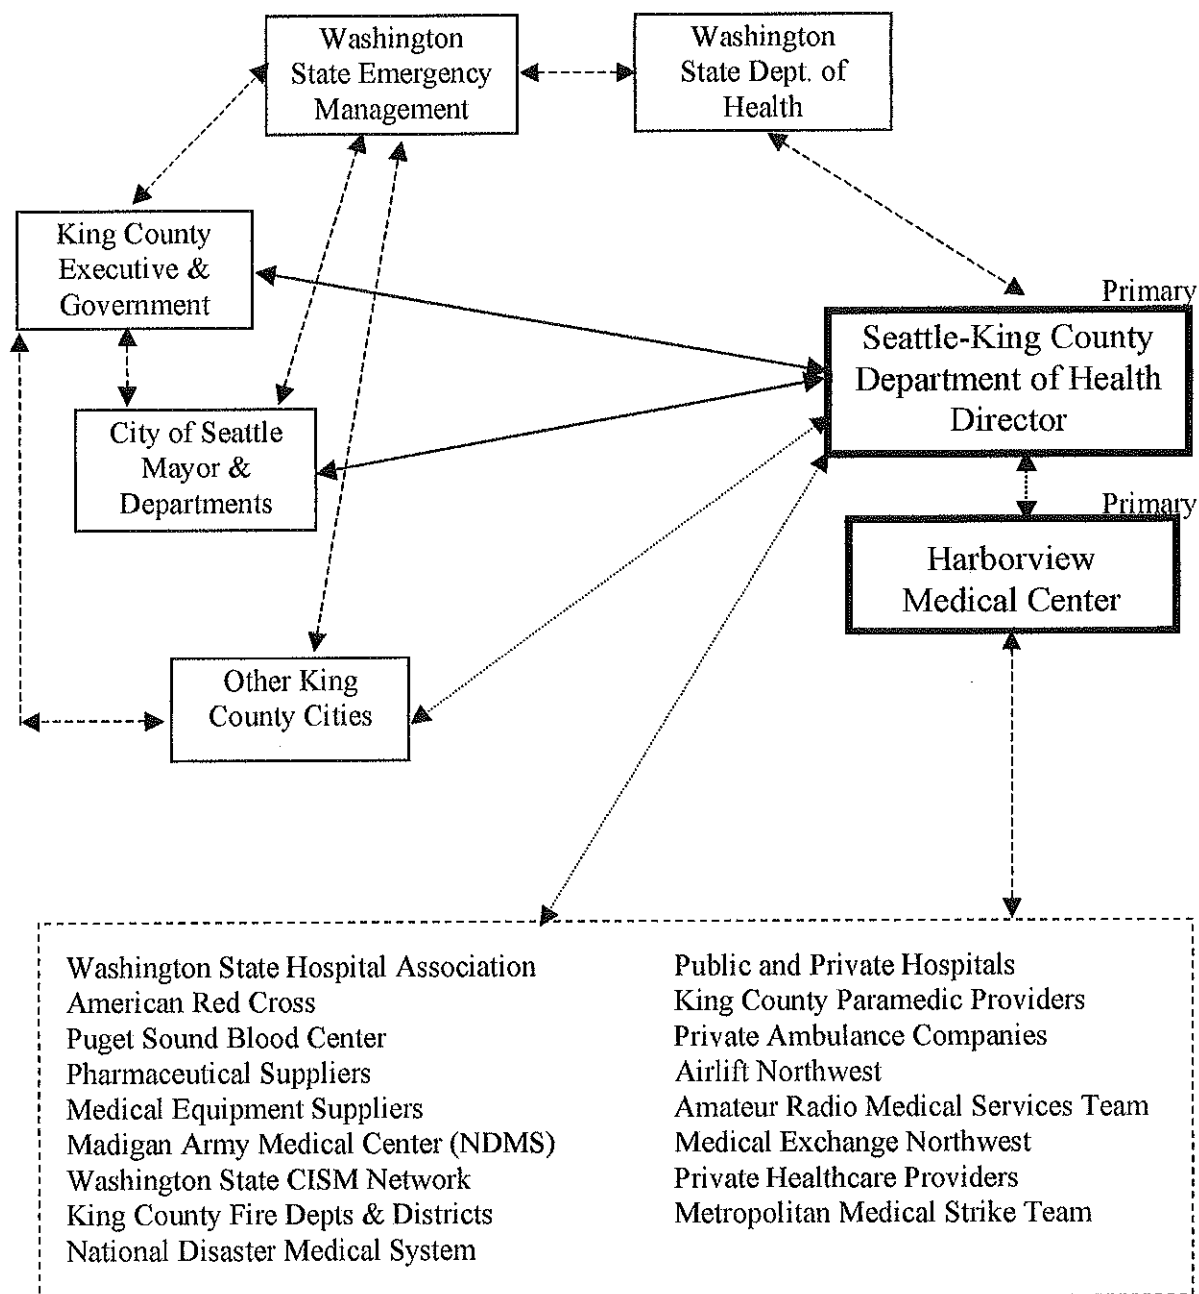 Washington
State Emergency
Management
Washington
State Dept. of
Health
King County
Executive &
Government
Primary
Seattle-King County
Department of Health
Director
City of Seattle
Mayor &
Departments
Primary
Harborview
Medical Center
Other King
County Cities
Washington State Hospital Association
American Red Cross
Puget Sound Blood Center
Pharmaceutical Suppliers
Medical Equipment Suppliers
Madigan Army Medical Center (NDMS)
Washington State CISM Network
King County Fire Depts & Districts
National Disaster Medical System
Public and Private Hospitals
King County Paramedic Providers
Private Ambulance Companies
Airlift Northwest
Amateur Radio Medical Services Team
Medical Exchange Northwest
Private Healthcare Providers
Metropolitan Medical Strike Team